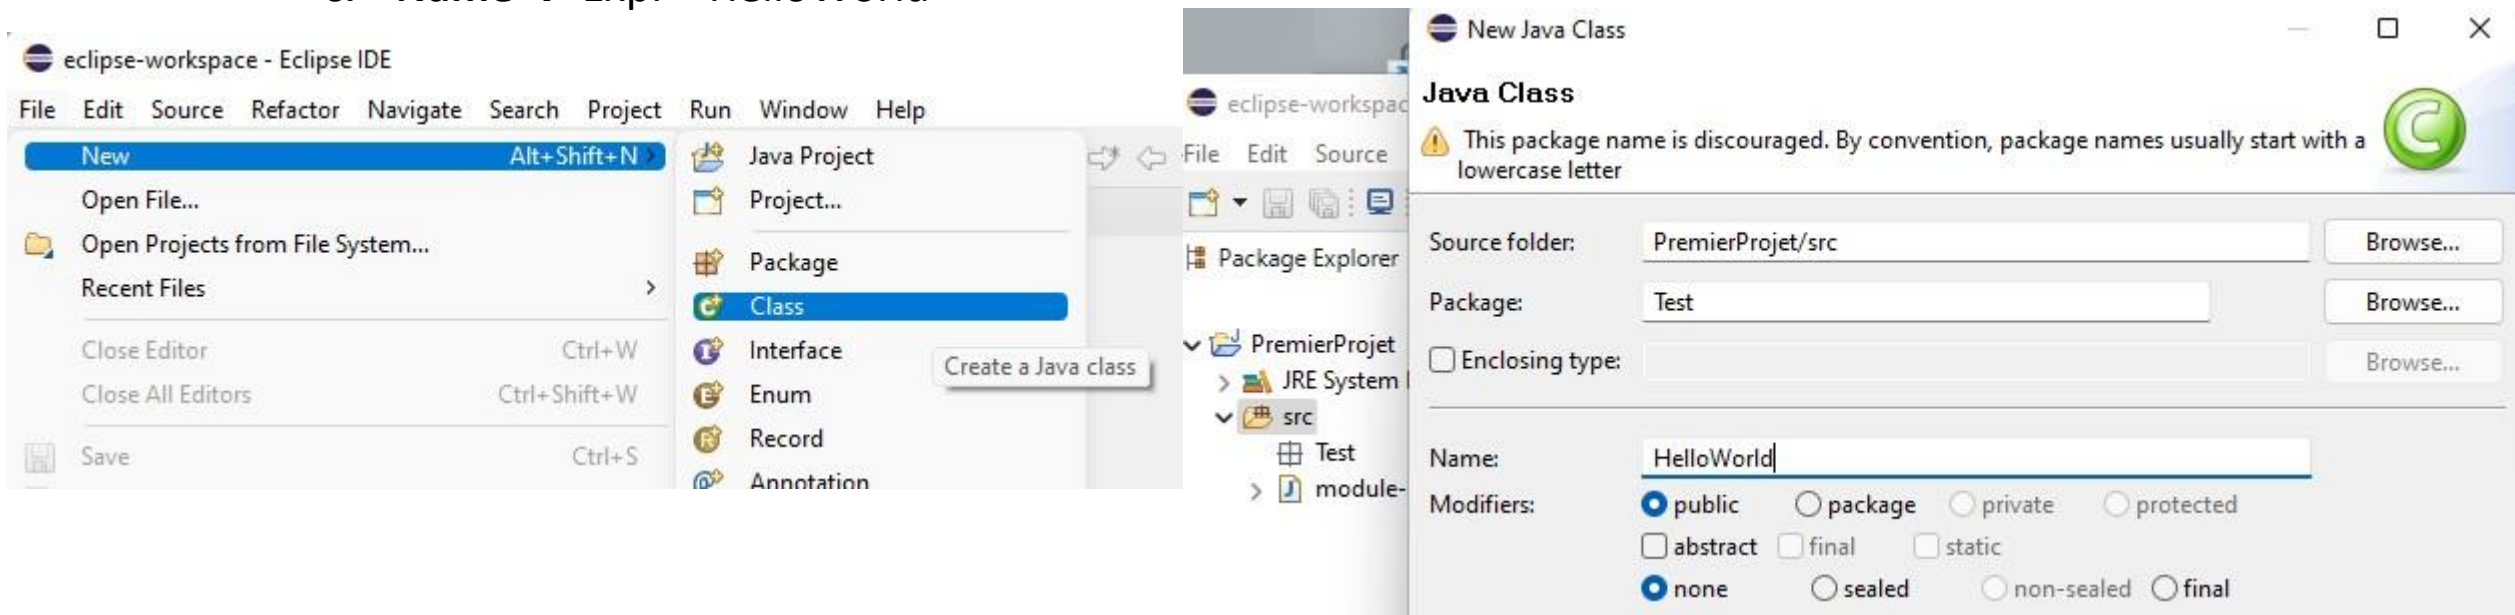 eclipse-workspace - Eclipse IDE
File Edit Source Refactor Navigate Search Project Run Window Help
New Alt+Shift+N
Open File...
Open Projects from File System...
Recent Files
Close Editor Ctrl+W
Close All Editors Ctrl+Shift+W
Save Ctrl+S
Java Project
Project...
Package
Class
Interface
Enum
Record
Annotation
Create a Java class
eclipse-workspac
File Edit Source
Package Explorer
PremierProjet
JRE System
src
Test
module-
New Java Class
Java Class
This package name is discouraged. By convention, package names usually start with a
lowercase letter
Source folder: PremierProjet/src Browse...
Package: Test Browse...
Enclosing type: Browse...
Name: HelloWorld
Modifiers: public package private protected
abstract final static
none sealed non-sealed final